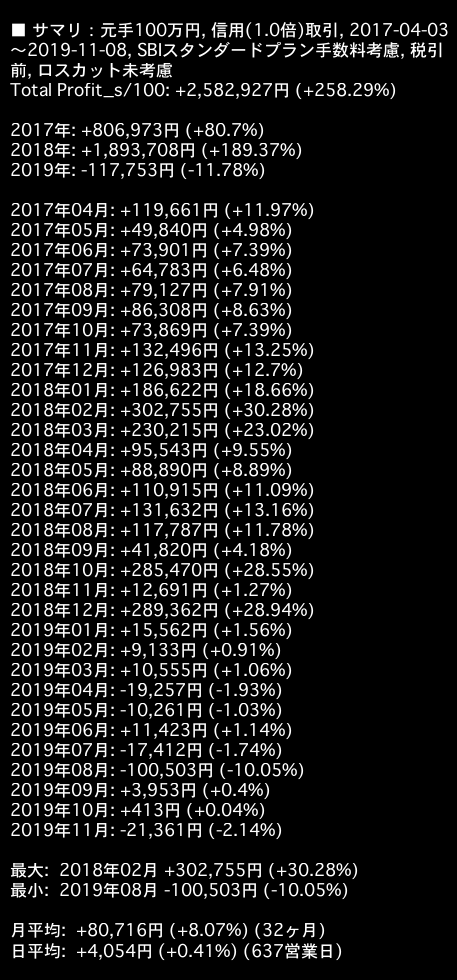 ■ サマリ：元手100万円, 信用(1.0倍)取引, 2017-04-03
～2019-11-08, SBIスタンダードプラン手数料考慮, 税引
前, ロスカット未考慮
Total Profit_s/100: +2,582,927円 (+258.29%)
2017年: +806,973円 (+80.7%)
2018年: +1,893,708円 (+189.37%)
2019年: -117,753円 (-11.78%)
2017年04月: +119,661円 (+11.97%)
2017年05月: +49,840円 (+4.98%)
2017年06月: +73,901円 (+7.39%)
2017年07月: +64,783円 (+6.48%)
2017年08月: +79,127円 (+7.91%)
2017年09月: +86,308円 (+8.63%)
2017年10月: +73,869円 (+7.39%)
2017年11月: +132,496円 (+13.25%)
2017年12月: +126,983円 (+12.7%)
2018年01月: +186,622円 (+18.66%)
2018年02月: +302,755円 (+30.28%)
2018年03月: +230,215円 (+23.02%)
2018年04月: +95,543円 (+9.55%)
2018年05月: +88,890円 (+8.89%)
2018年06月: +110,915円 (+11.09%)
2018年07月: +131,632円 (+13.16%)
2018年08月: +117,787円 (+11.78%)
2018年09月: +41,820円 (+4.18%)
2018年10月: +285,470円 (+28.55%)
2018年11月: +12,691円 (+1.27%)
2018年12月: +289,362円 (+28.94%)
2019年01月: +15,562円 (+1.56%)
2019年02月: +9,133円 (+0.91%)
2019年03月: +10,555円 (+1.06%)
2019年04月: -19,257円 (-1.93%)
2019年05月: -10,261円 (-1.03%)
2019年06月: +11,423円 (+1.14%)
2019年07月: -17,412円 (-1.74%)
2019年08月: -100,503円 (-10.05%)
2019年09月: +3,953円 (+0.4%)
2019年10月: +413円 (+0.04%)
2019年11月: -21,361円 (-2.14%)
最大:  2018年02月 +302,755円 (+30.28%)
最小:  2019年08月 -100,503円 (-10.05%)
月平均:  +80,716円 (+8.07%) (32ヶ月)
日平均:  +4,054円 (+0.41%) (637営業日)